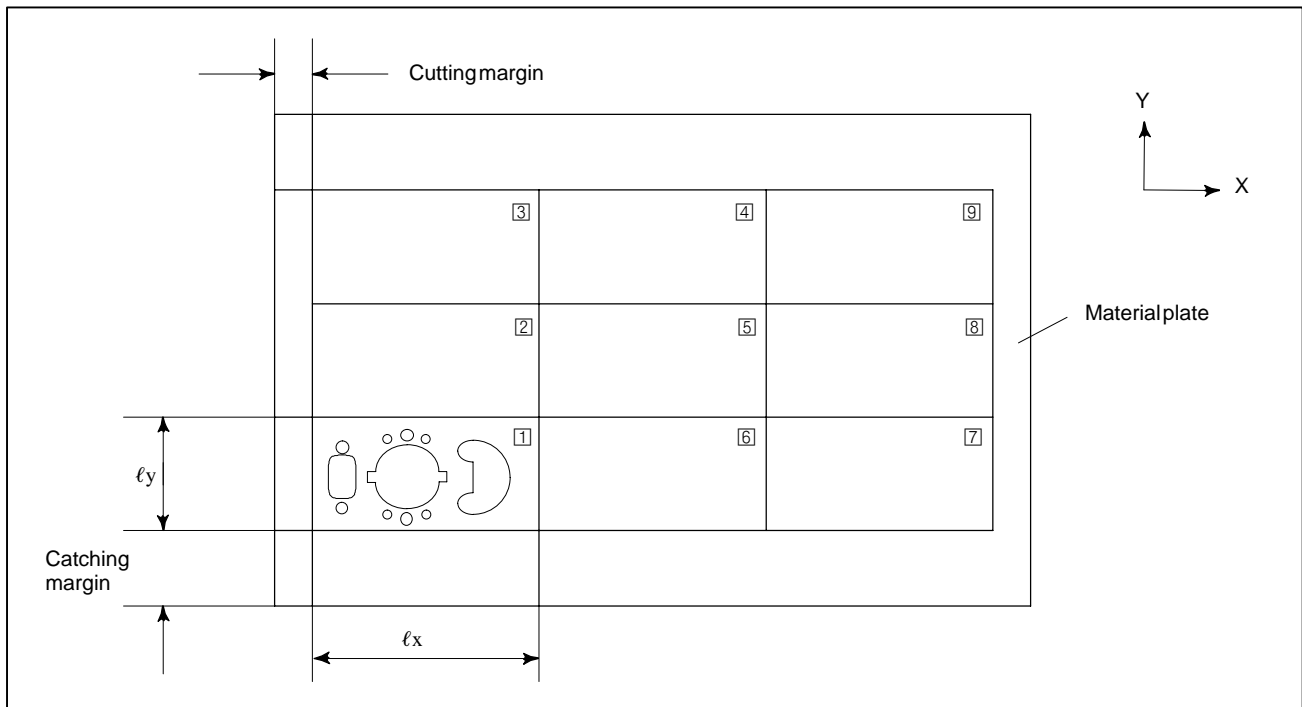 Cutting margin
Y
X
3
4
9
2
5
8
Material plate
1
6
7
ℓy
Catching
margin
ℓx